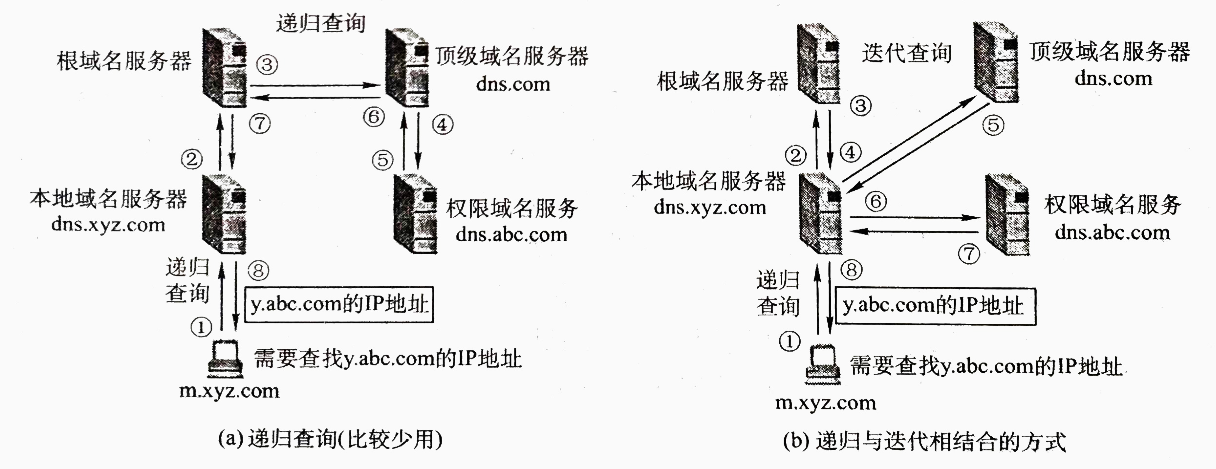 递归查询
根域名服务器
③
顶级域名服务器
dns.com
⑦
⑥
④
②
⑤
本地域名服务器
dns.xyz.com
权限域名服务
dns.abc.com
递归
查询
⑧
y.abc.com的IP地址
①
需要查找y.abc.com的IP地址
m.xyz.com
(a) 递归查询(比较少用)
迭代查询
根域名服务器
③
顶级域名服务器
dns.com
⑤
②
④
本地域名服务器
dns.xyz.com
⑥
权限域名服务
dns.abc.com
⑦
递归
查询
⑧
y.abc.com的IP地址
①
需要查找y.abc.com的IP地址
m.xyz.com
(b) 递归与迭代相结合的方式